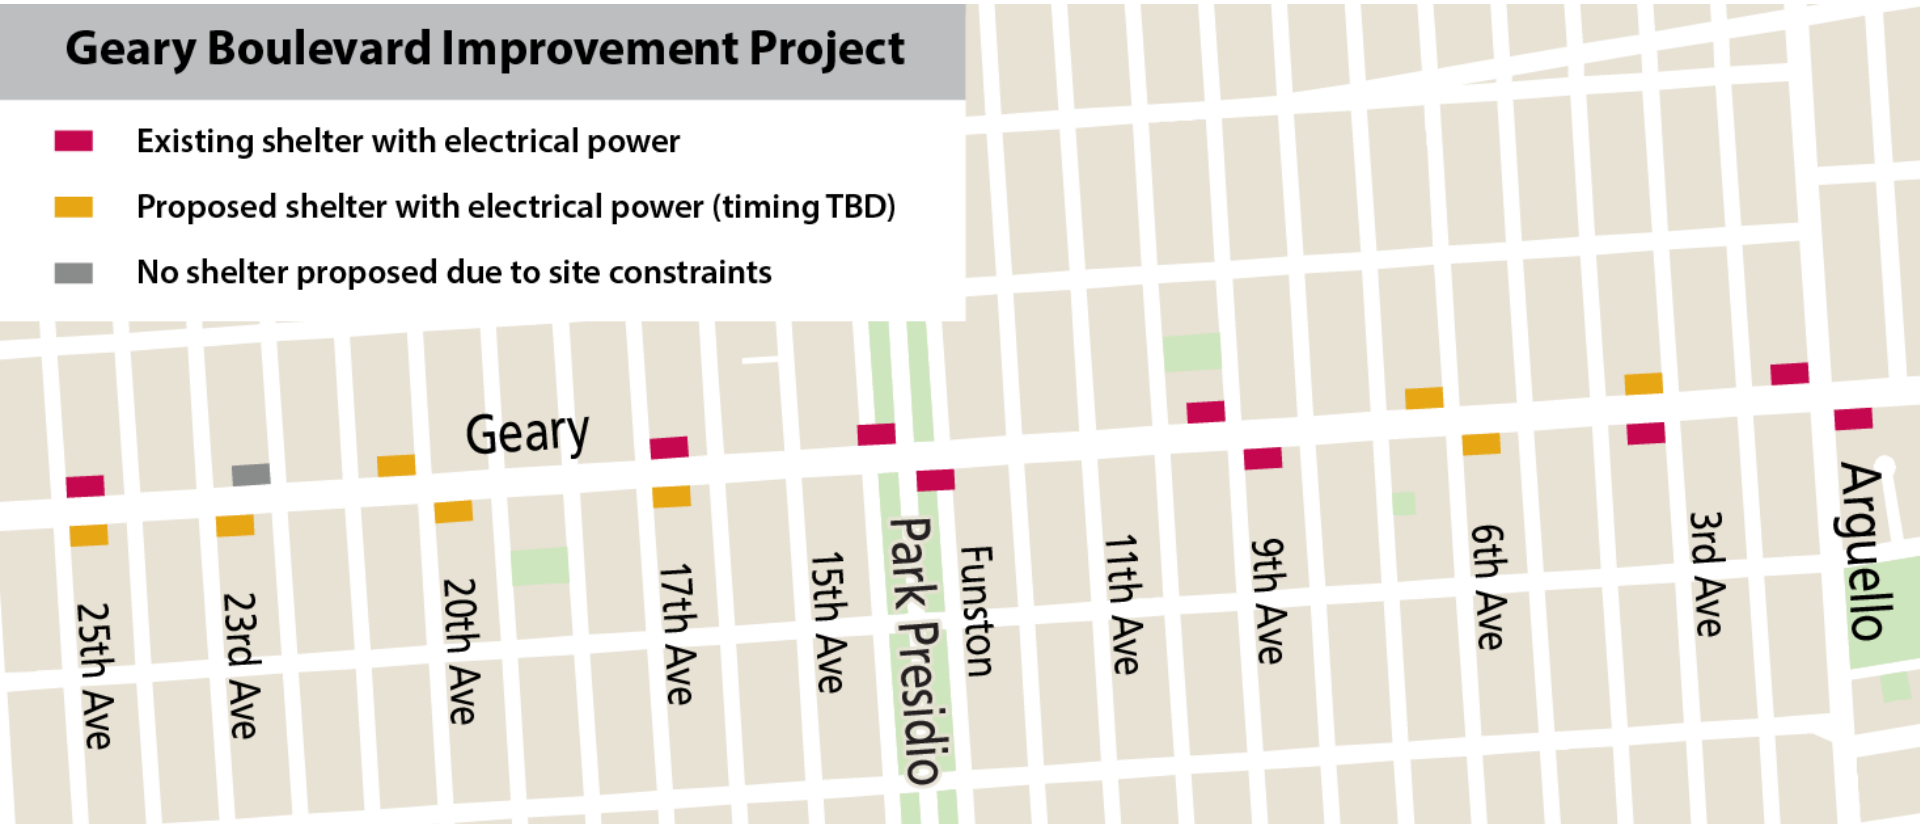 Geary Boulevard Improvement Project
Existing shelter with electrical power
Proposed shelter with electrical power (timing TBD)
No shelter proposed due to site constraints
Geary
25th Ave
23rd Ave
20th Ave
17th Ave
15th Ave
Park Presidio
Funston
11th Ave
9th Ave
6th Ave
3rd Ave
Arguello